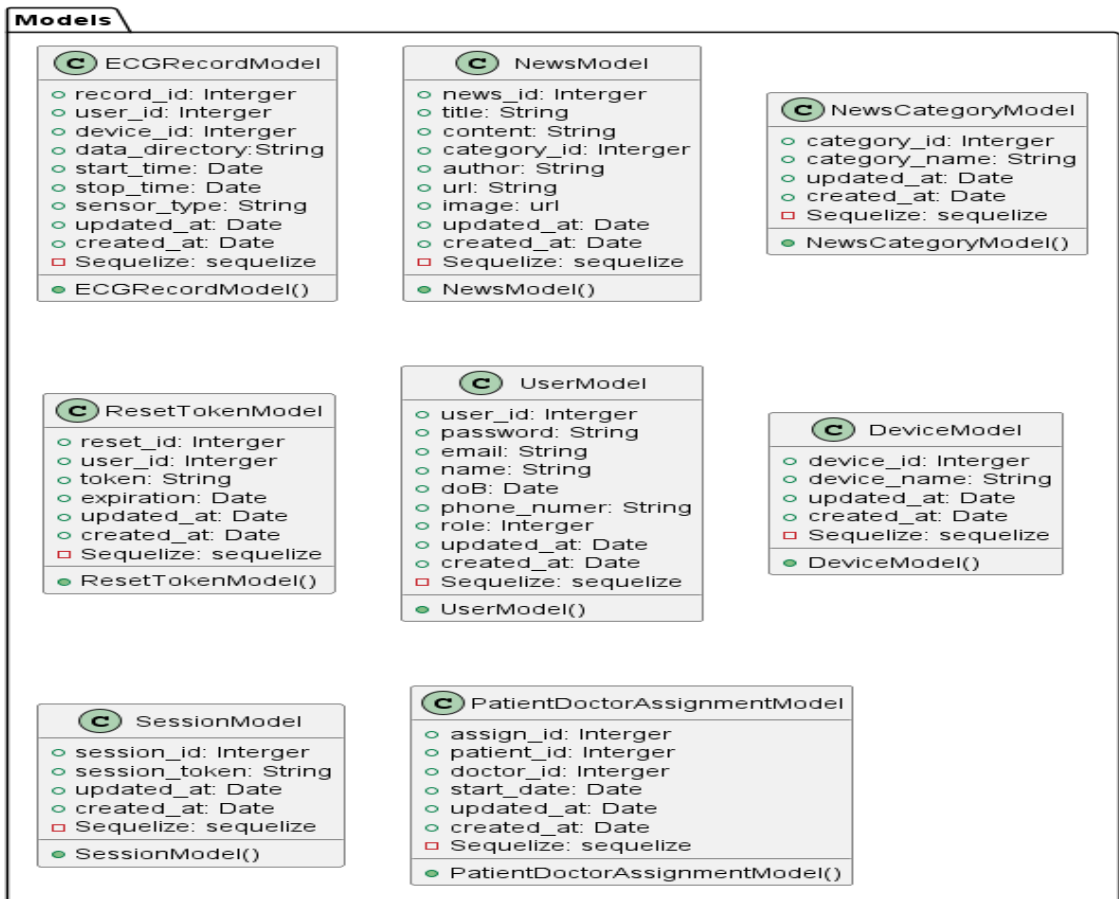 Models
C ECGRecordModel
record_id: Interger
user_id: Interger
device_id: Interger
data_directory:String
start_time: Date
stop_time: Date
sensor_type: String
updated_at: Date
created_at: Date
Sequelize: sequelize
ECGRecordModel()
C NewsModel
news_id: Interger
title: String
content: String
category_id: Interger
author: String
url: String
image: url
updated_at: Date
created_at: Date
Sequelize: sequelize
NewsModel()
C NewsCategoryModel
category_id: Interger
category_name: String
updated_at: Date
created_at: Date
Sequelize: sequelize
NewsCategoryModel()
C ResetTokenModel
reset_id: Interger
user_id: Interger
token: String
expiration: Date
updated_at: Date
created_at: Date
Sequelize: sequelize
ResetTokenModel()
C UserModel
user_id: Interger
password: String
email: String
name: String
doB: Date
phone_numer: String
role: Interger
updated_at: Date
created_at: Date
Sequelize: sequelize
UserModel()
C DeviceModel
device_id: Interger
device_name: String
updated_at: Date
created_at: Date
Sequelize: sequelize
DeviceModel()
C SessionModel
session_id: Interger
session_token: String
updated_at: Date
created_at: Date
Sequelize: sequelize
SessionModel()
C PatientDoctorAssignmentModel
assign_id: Interger
patient_id: Interger
doctor_id: Interger
start_date: Date
updated_at: Date
created_at: Date
Sequelize: sequelize
PatientDoctorAssignmentModel()